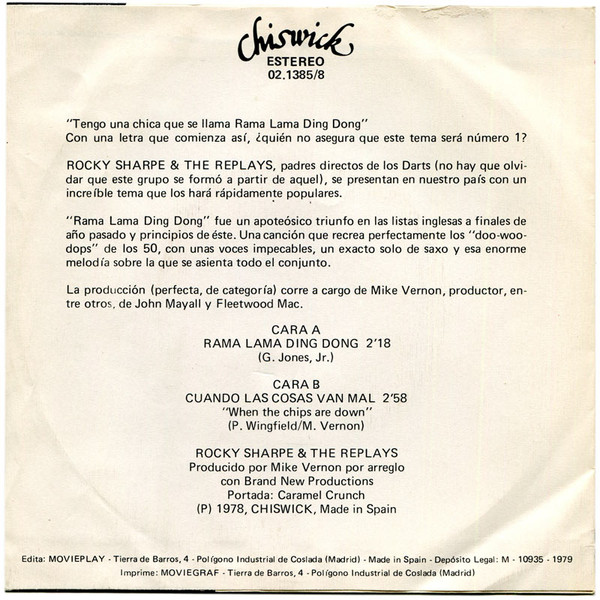 Chiswick
ESTEREO
02.1385/8
"Tengo una chica que se llama Rama Lama Ding Dong"
Con una letra que comienza así, ¿quién no asegura que este tema será número 1?
ROCKY SHARPE & THE REPLAYS, padres directos de los Darts (no hay que olvi-
dar que este grupo se formó a partir de aquel), se presentan en nuestro país con un
increíble tema que los hará rápidamente populares.
"Rama Lama Ding Dong" fue un apoteósico triunfo en las listas inglesas a finales de
año pasado y principios de éste. Una canción que recrea perfectamente los "doo-woo-
dops" de los 50, con unas voces impecables, un exacto solo de saxo y esa enorme
melodía sobre la que se asienta todo el conjunto.
La producción (perfecta, de categoría) corre a cargo de Mike Vernon, productor, en-
tre otros, de John Mayall y Fleetwood Mac.
CARA A
RAMA LAMA DING DONG 2'18
(G. Jones, Jr.)
CARA B
CUANDO LAS COSAS VAN MAL 2'58
"When the chips are down"
(P. Wingfield/M. Vernon)
ROCKY SHARPE & THE REPLAYS
Producido por Mike Vernon por arreglo
con Brand New Productions
Portada: Caramel Crunch
(P) 1978, CHISWICK, Made in Spain
Edita: MOVIEPLAY - Tierra de Barros, 4 - Polígono Industrial de Coslada (Madrid) - Made in Spain - Depósito Legal: M - 10935 - 1979
Imprime: MOVIEGRAF - Tierra de Barros, 4 - Polígono Industrial de Coslada (Madrid)